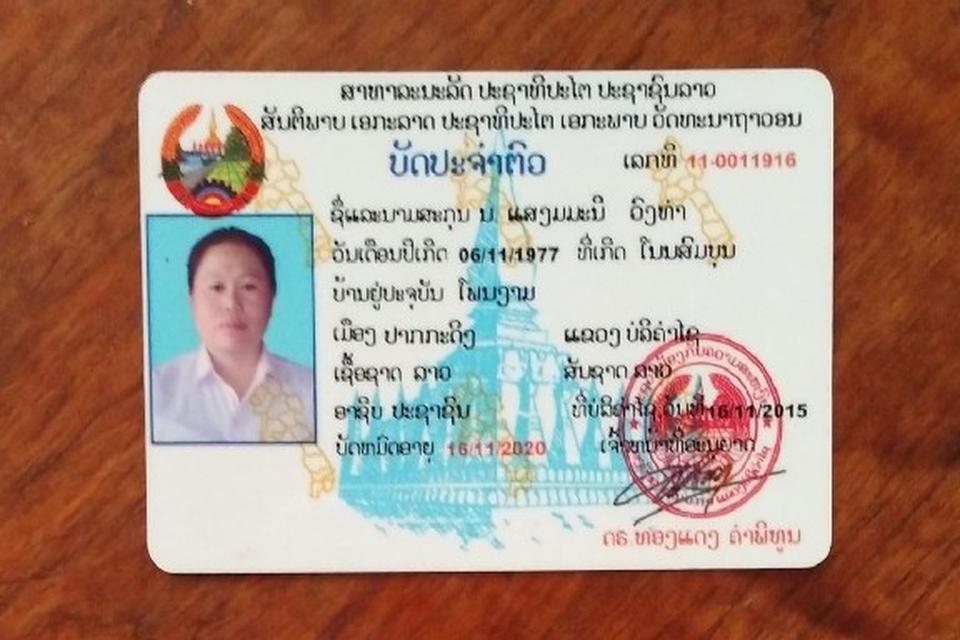 ສາທາລະນະລັດ ປະຊາທິປະໄຕ ປະຊາຊົນລາວ
ສັນຕິພາບ ເອກະລາດ ປະຊາທິປະໄຕ ເອກະພາບ ວັດທະນາຖາວອນ
ບັດປະຈຳຕົວ ເລກທີ 11-0011916
ຊື່ແລະນາມສະກຸນ ນ. ແສງມະນີ ວົງທຳ
ວັນເດືອນປີເກີດ 06/11/1977 ທີ່ເກີດ ໂນນສົມບຸນ
ບ້ານຢູ່ປະຈຸບັນ ໂພນງາມ
ເມືອງ ປາກກະດິງ ແຂວງ ບໍລິຄຳໄຊ
ເຊື້ອຊາດ ລາວ ສັນຊາດ ລາວ
ອາຊີບ ປະຊາຊົນ ທີ່ບໍລິຄຳໄຊ,ວັນທີ16/11/2015
ບັດຫມົດອາຍຸ 16/11/2020 ເຈົ້າຫນ້າທີ່ອະນຸຍາດ
ດຣ ທອງແດງ ຄຳພິທູນ